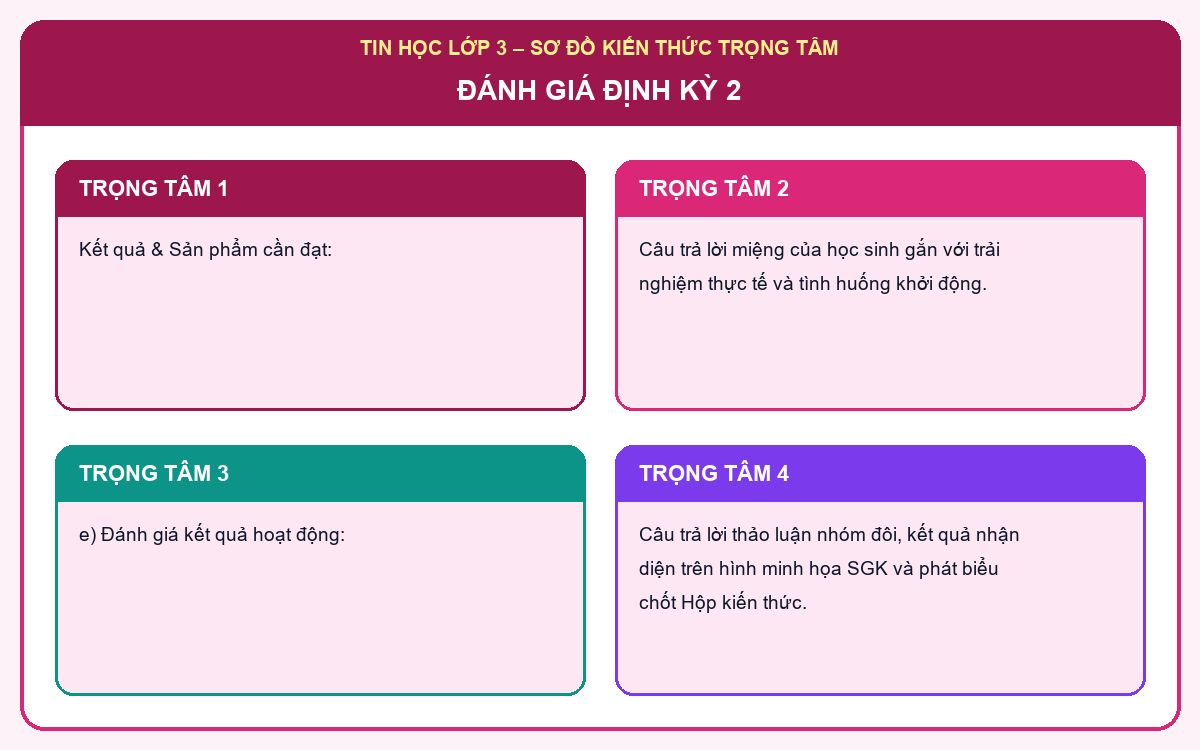 TIN HỌC LỚP 3 – SƠ ĐỒ KIẾN THỨC TRỌNG TÂM
ĐÁNH GIÁ ĐỊNH KỲ 2
TRỌNG TÂM 1
Kết quả & Sản phẩm cần đạt:
TRỌNG TÂM 2
Câu trả lời miệng của học sinh gắn với trải
nghiệm thực tế và tình huống khởi động.
TRỌNG TÂM 3
e) Đánh giá kết quả hoạt động:
TRỌNG TÂM 4
Câu trả lời thảo luận nhóm đôi, kết quả nhận
diện trên hình minh họa SGK và phát biểu
chốt Hộp kiến thức.